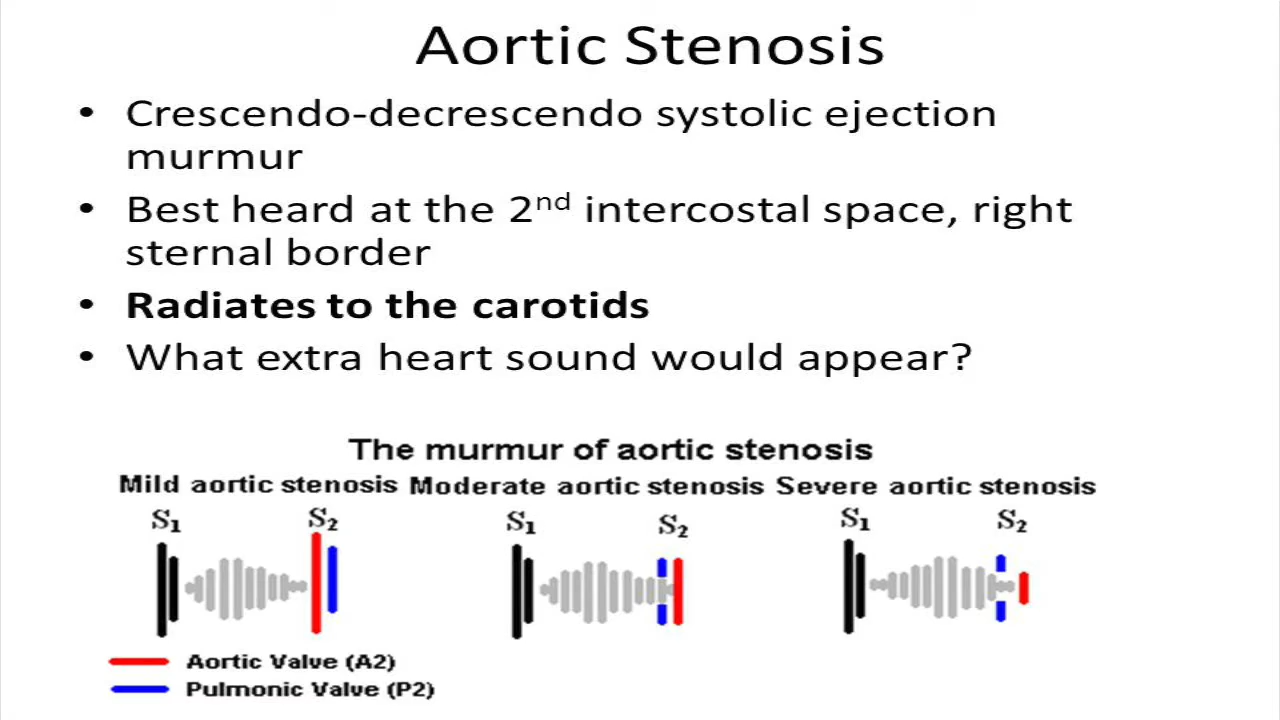 Aortic Stenosis
• Crescendo-decrescendo systolic ejection
murmur
• Best heard at the 2nd intercostal space, right
sternal border
• Radiates to the carotids
• What extra heart sound would appear?
The murmur of aortic stenosis
Mild aortic stenosis Moderate aortic stenosis Severe aortic stenosis
S1 S2 S1 S2 S1 S2
Aortic Valve (A2)
Pulmonic Valve (P2)